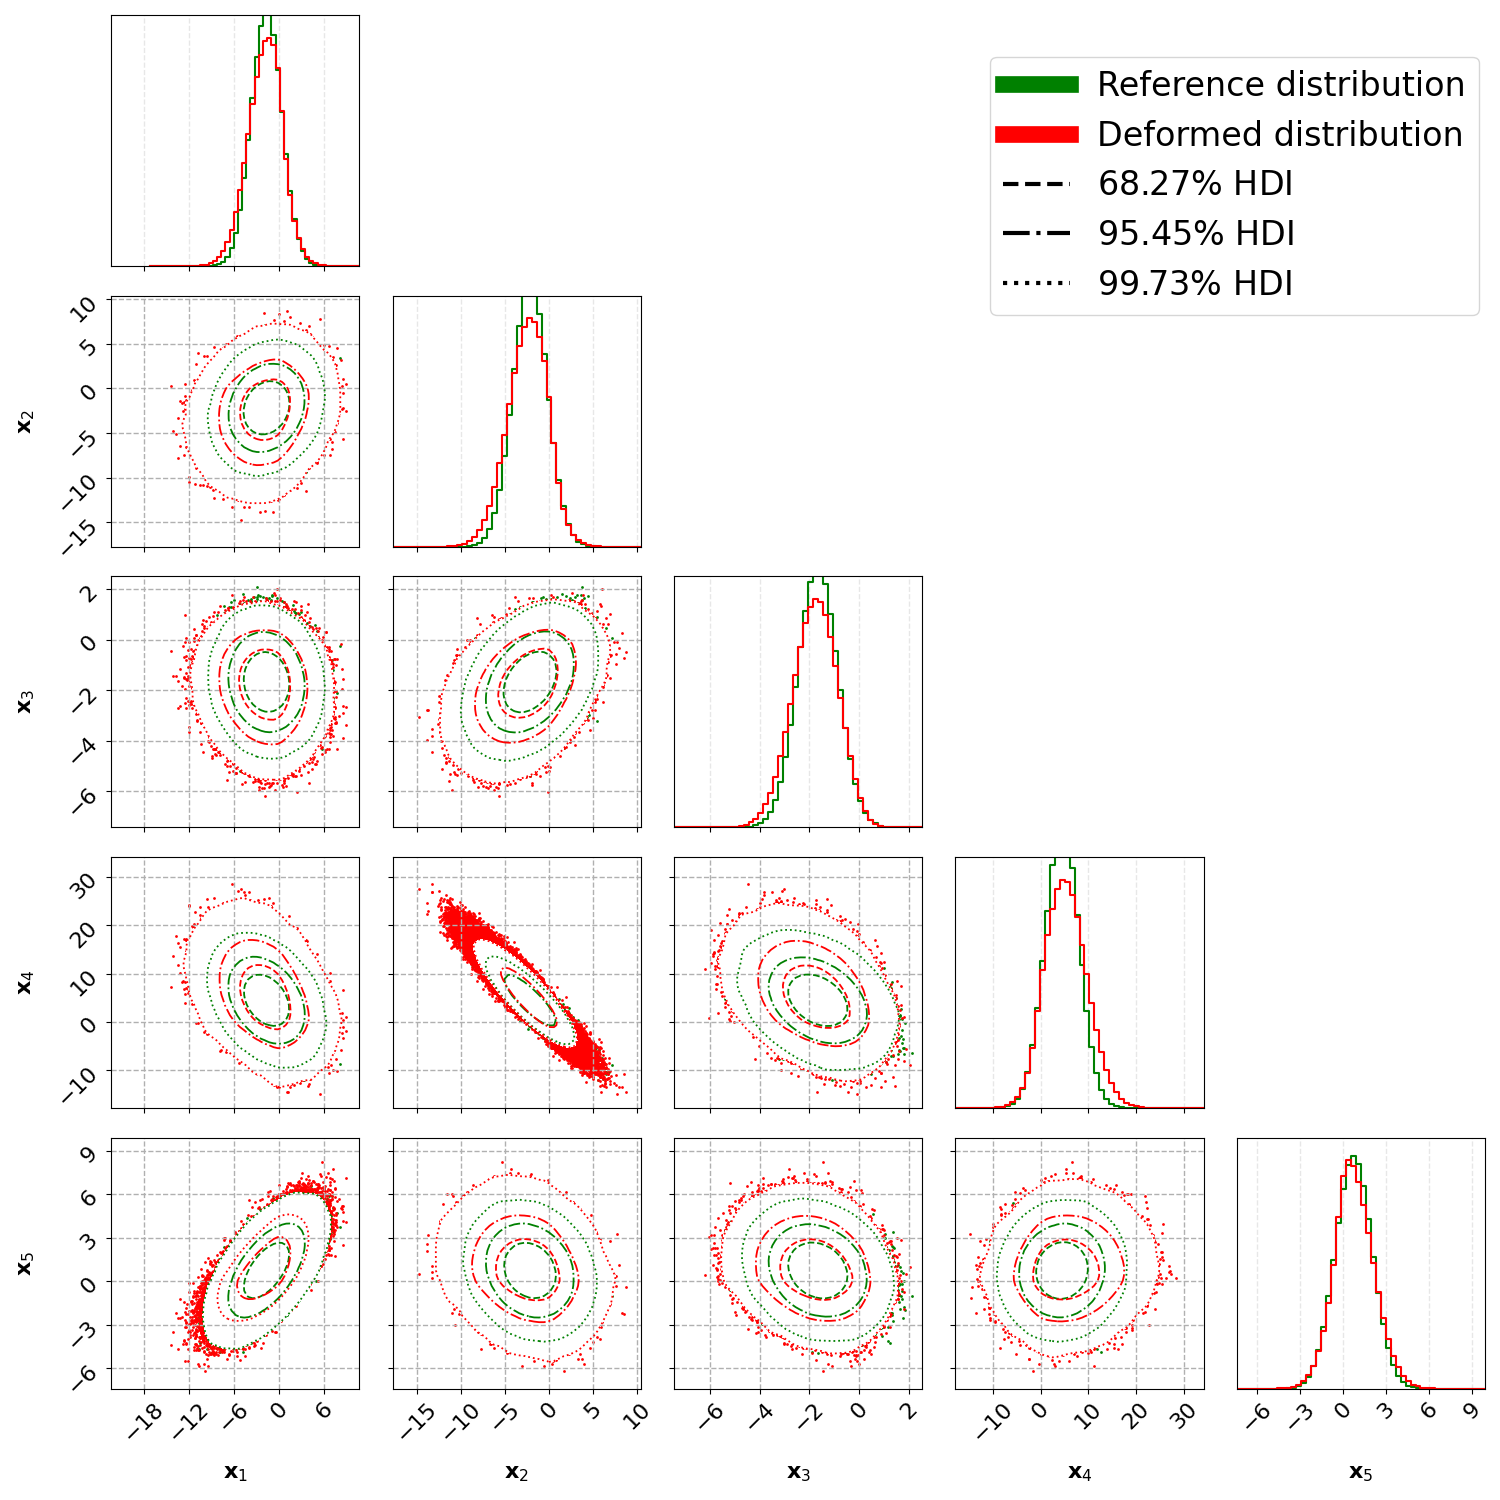 Reference distribution
Deformed distribution
68.27% HDI
95.45% HDI
99.73% HDI
10
5
0
−5
−10
−15
x₂
2
0
−2
−4
−6
x₃
30
20
10
0
−10
x₄
9
6
3
0
−3
−6
x₅
−18 −12 −6 0 6
−15 −10 −5 0 5 10
−6 −4 −2 0 2
−10 0 10 20 30
−6 −3 0 3 6 9
x₁ x₂ x₃ x₄ x₅